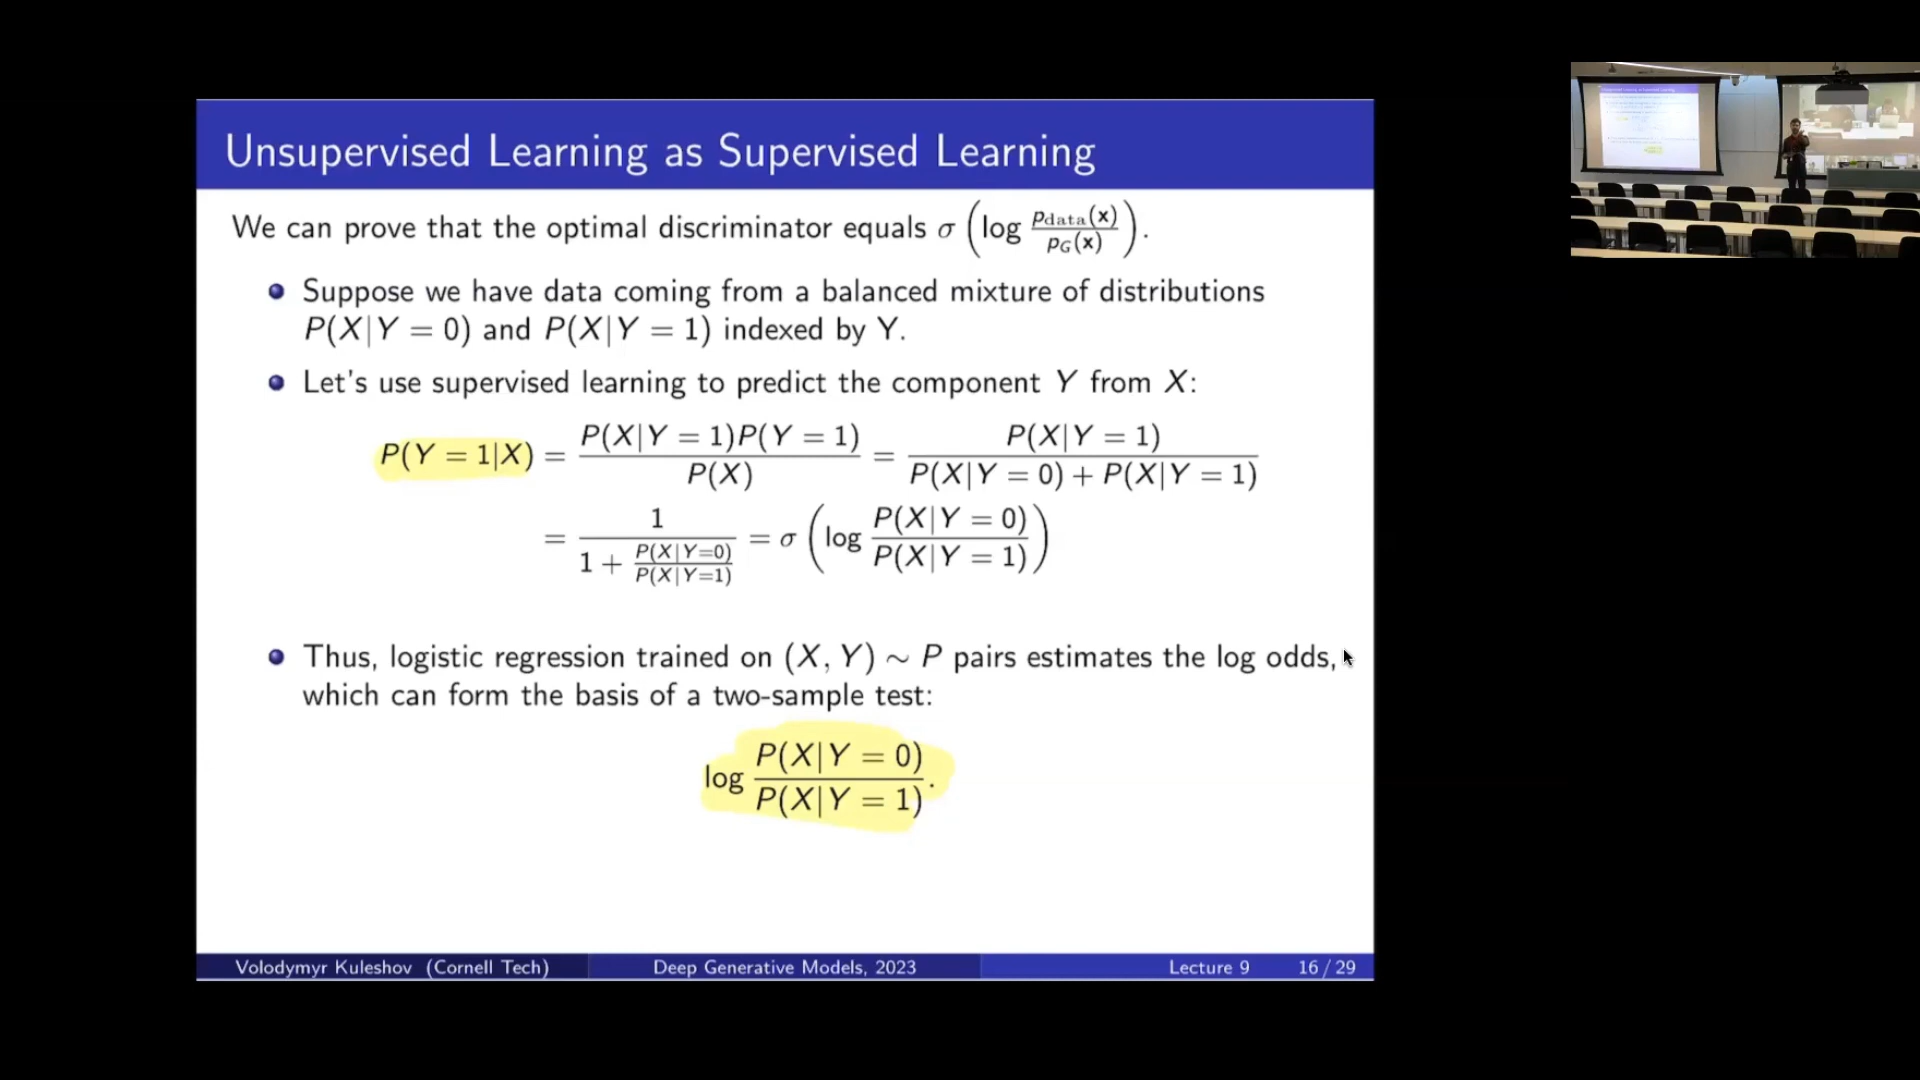 Unsupervised Learning as Supervised Learning
We can prove that the optimal discriminator equals σ (log p_data(x) / p_G(x)).
Suppose we have data coming from a balanced mixture of distributions
P(X|Y = 0) and P(X|Y = 1) indexed by Y.
Let's use supervised learning to predict the component Y from X:
P(Y = 1|X) = P(X|Y = 1)P(Y = 1) / P(X) = P(X|Y = 1) / (P(X|Y = 0) + P(X|Y = 1))
= 1 / (1 + P(X|Y=0) / P(X|Y=1)) = σ (log P(X|Y = 0) / P(X|Y = 1))
Thus, logistic regression trained on (X, Y) ∼ P pairs estimates the log odds,
which can form the basis of a two-sample test:
log P(X|Y = 0) / P(X|Y = 1).
Volodymyr Kuleshov (Cornell Tech) Deep Generative Models, 2023 Lecture 9 16 / 29